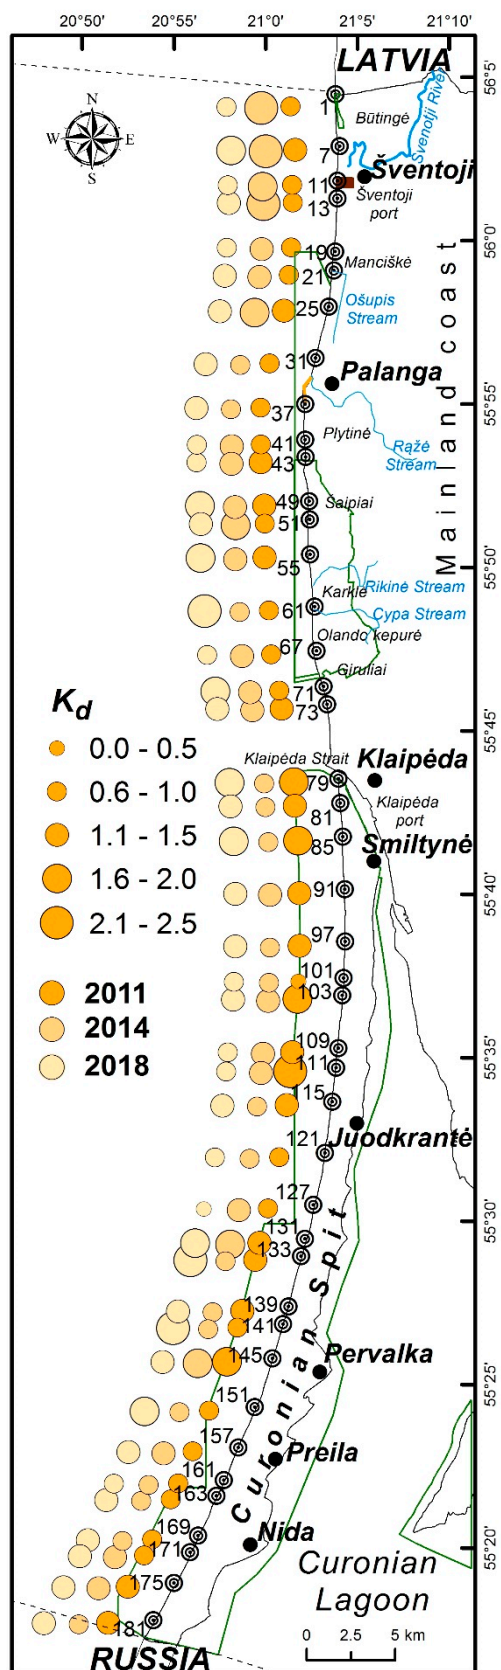 20°50' 20°55' 21°0' 21°5' 21°10'
LATVIA
56°5'
N
W E
S
1
Būtingė
Šventoji River
7
Šventoji
11
Šventoji
port
13
56°0'
19
Manciškė
21
25
Ošupis
Stream
Mainland coast
31
Palanga
55°55'
37
Plytinė
41
Rąžė
Stream
43
49
Šaipiai
51
55°50'
55
Rikinė Stream
Karklė
61
Cypa Stream
Olando kepurė
67
Giruliai
71
73
Kd
55°45'
0.0 - 0.5
0.6 - 1.0
1.1 - 1.5
1.6 - 2.0
2.1 - 2.5
Klaipėda Strait
Klaipėda
79
Klaipėda
port
81
Smiltynė
85
55°40'
91
97
2011
2014
2018
101
103
109
55°35'
111
115
Juodkrantė
121
127
55°30'
131
133
Curonian Spit
139
141
Pervalka
145
55°25'
151
157
Preila
161
163
169
Nida
171
55°20'
Curonian
Lagoon
175
181
RUSSIA
0 2.5 5 km